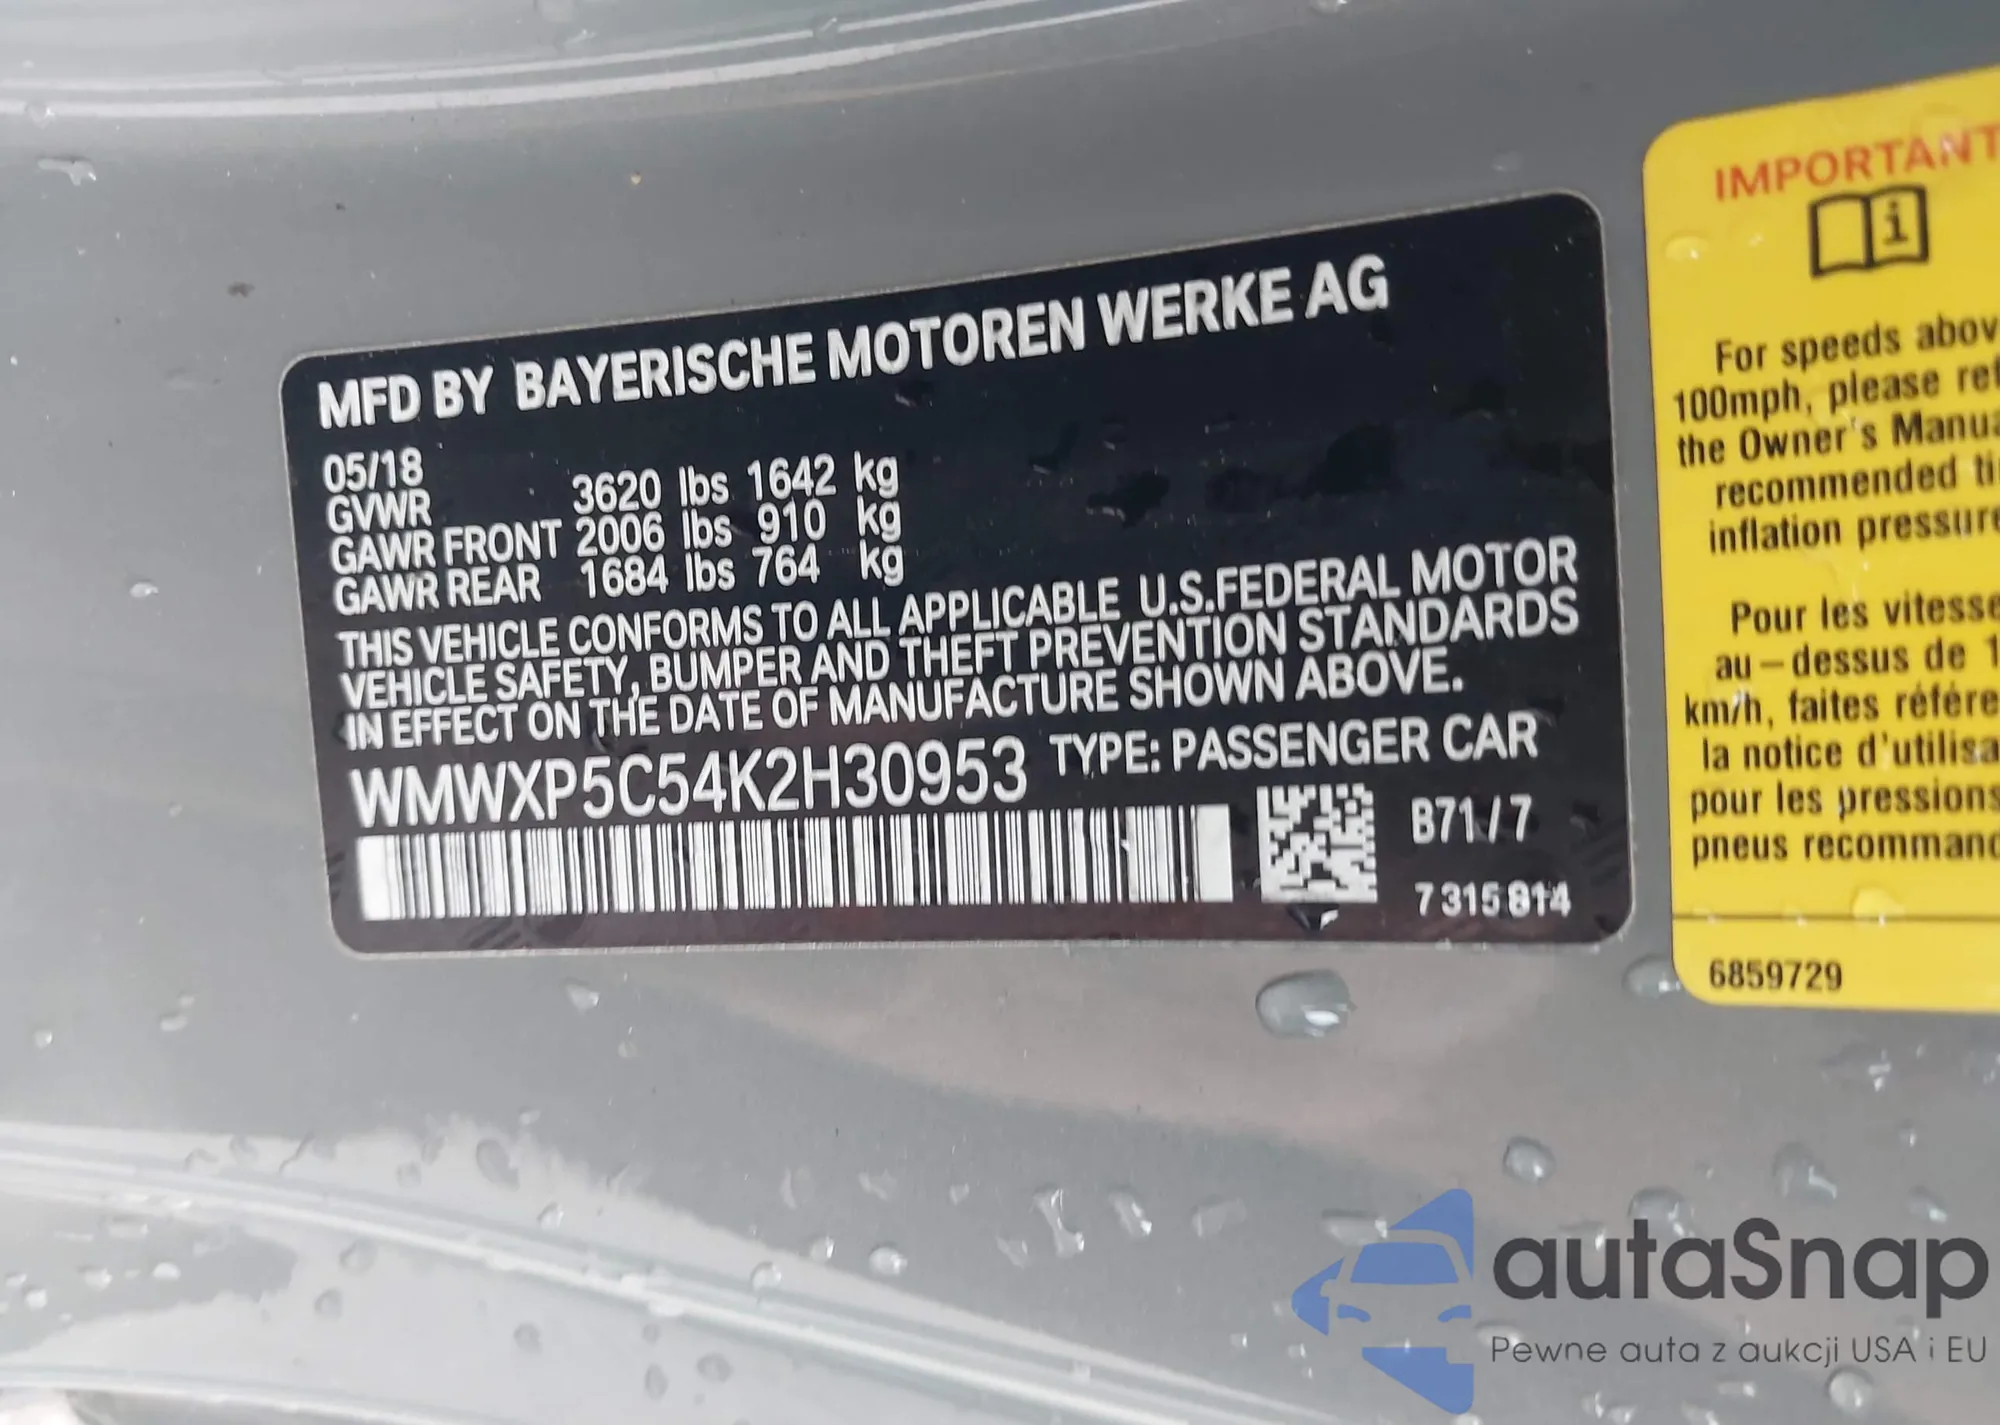 MFD BY BAYERISCHE MOTOREN WERKE AG
05/18
GVWR 3620 lbs 1642 kg
GAWR FRONT 2006 lbs 910 kg
GAWR REAR 1684 lbs 764 kg
THIS VEHICLE CONFORMS TO ALL APPLICABLE U.S.FEDERAL MOTOR
VEHICLE SAFETY, BUMPER AND THEFT PREVENTION STANDARDS
IN EFFECT ON THE DATE OF MANUFACTURE SHOWN ABOVE.
WMWXP5C54K2H30953 TYPE: PASSENGER CAR
B71/7
7 315 814
IMPORTANT
i
For speeds abov
100mph, please ref
the Owner's Manua
recommended ti
inflation pressure
Pour les vitesse
au-dessus de 1
km/h, faites référe
la notice d'utilisa
pour les pressions
pneus recommand
6859729
autaSnap
Pewne auta z aukcji USA i EU